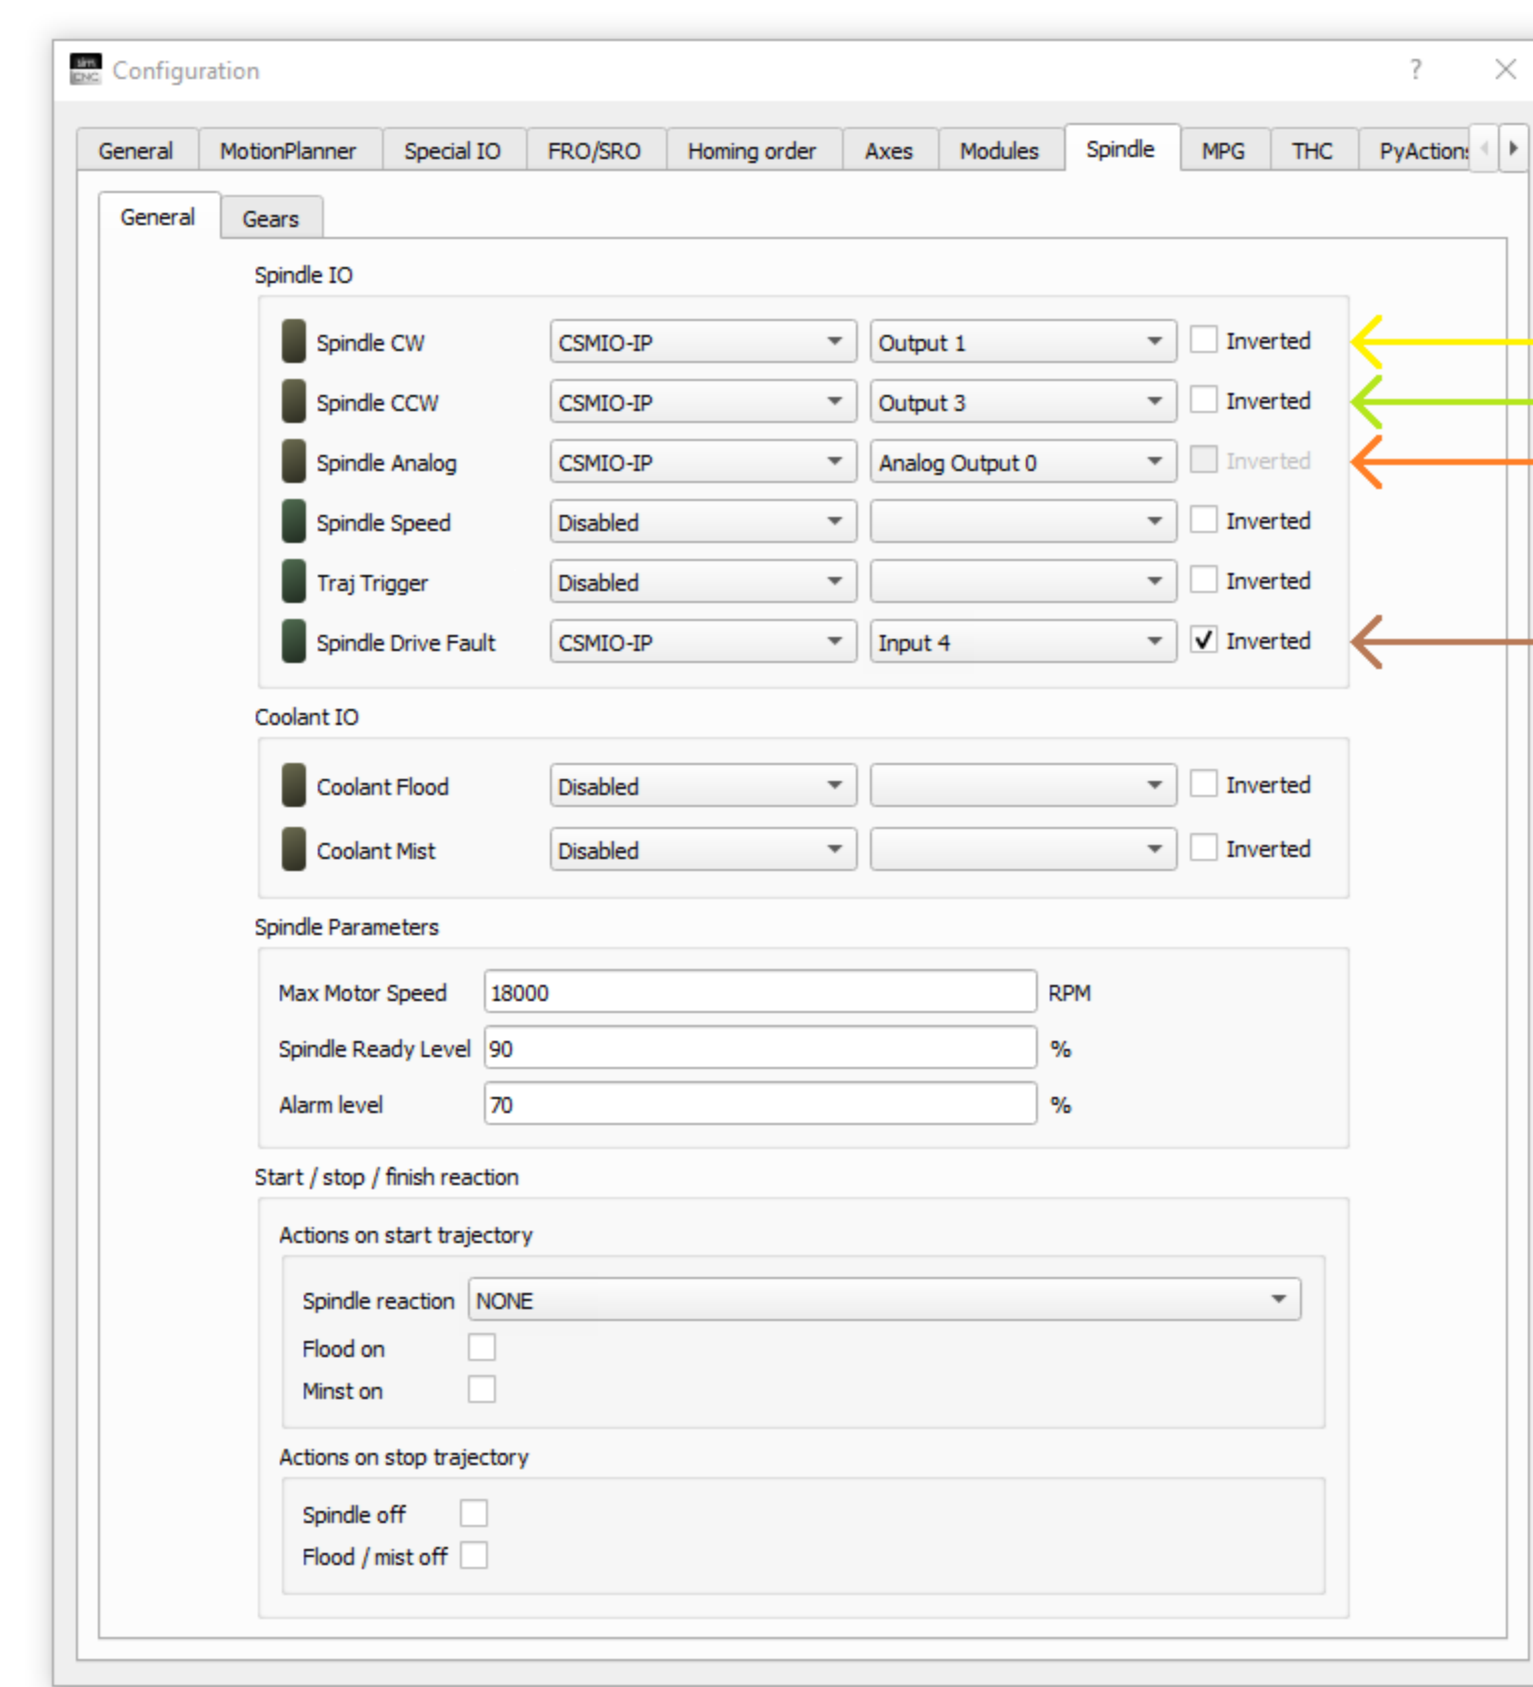 sim
CNC
Configuration
?
General MotionPlanner Special IO FRO/SRO Homing order Axes Modules Spindle MPG THC PyAction
General Gears
Spindle IO
Spindle CW CSMIO-IP Output 1 Inverted
Spindle CCW CSMIO-IP Output 3 Inverted
Spindle Analog CSMIO-IP Analog Output 0 Inverted
Spindle Speed Disabled Inverted
Traj Trigger Disabled Inverted
Spindle Drive Fault CSMIO-IP Input 4 Inverted
Coolant IO
Coolant Flood Disabled Inverted
Coolant Mist Disabled Inverted
Spindle Parameters
Max Motor Speed 18000 RPM
Spindle Ready Level 90 %
Alarm level 70 %
Start / stop / finish reaction
Actions on start trajectory
Spindle reaction NONE
Flood on
Minst on
Actions on stop trajectory
Spindle off
Flood / mist off